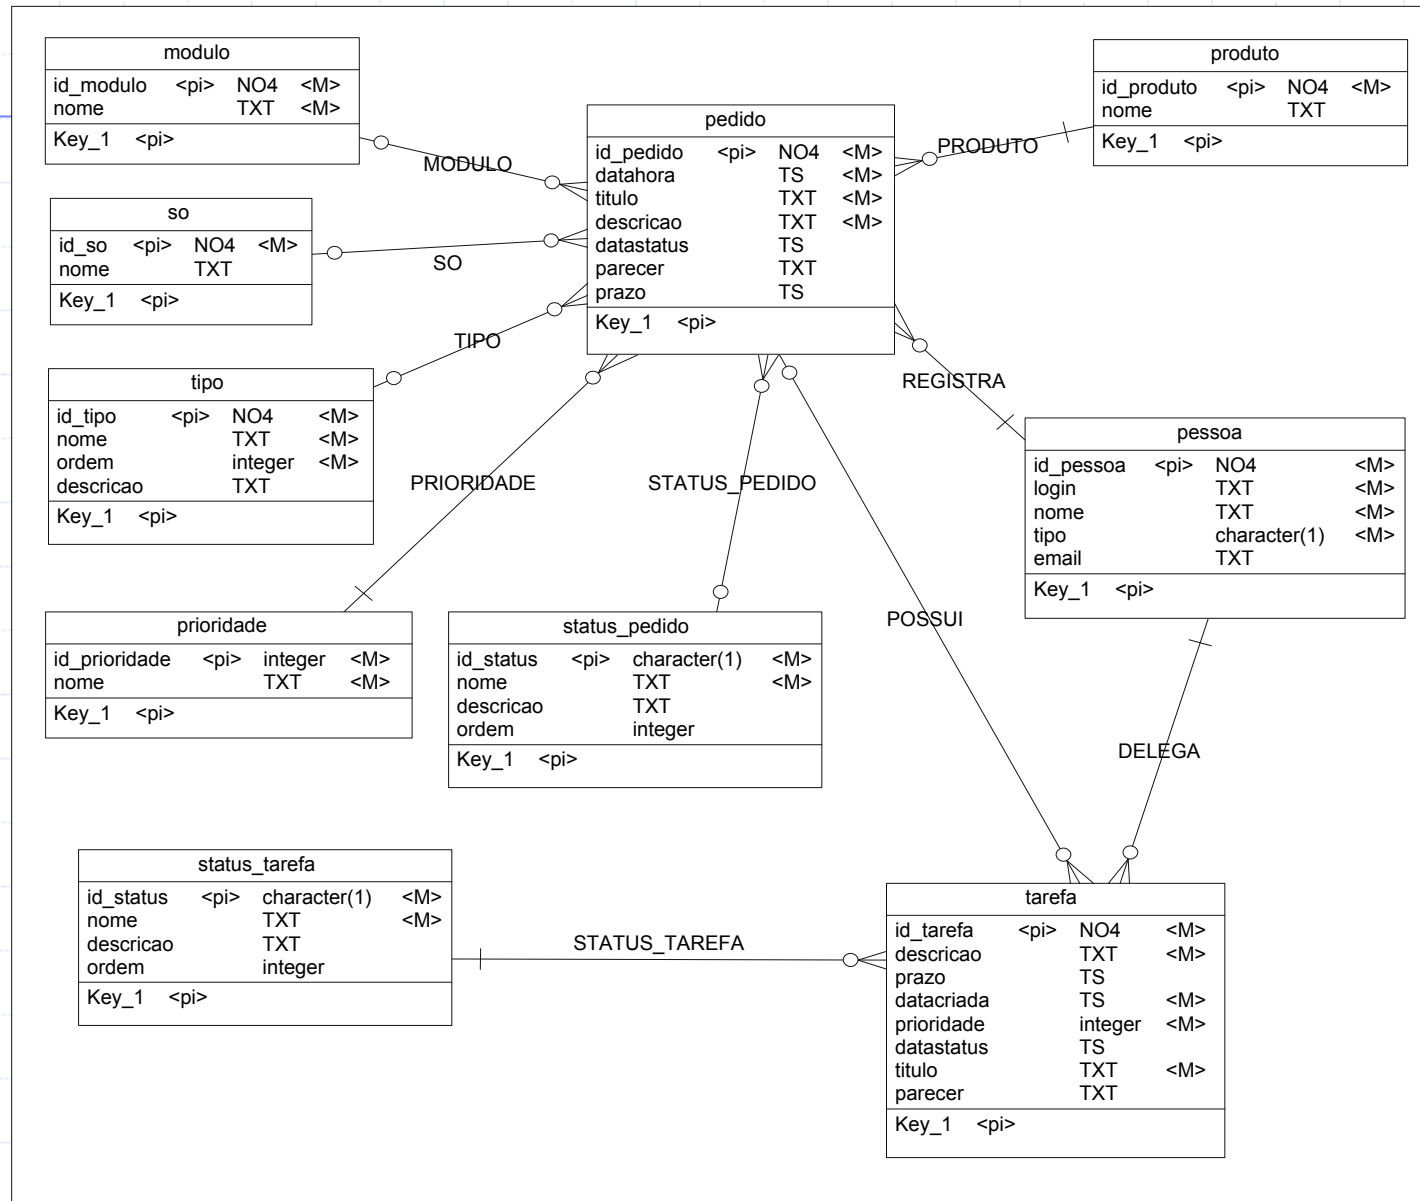 modulo
id_modulo <pi> NO4 <M>
nome TXT <M>
Key_1 <pi>
produto
id_produto <pi> NO4 <M>
nome TXT
Key_1 <pi>
pedido
id_pedido <pi> NO4 <M>
datahora TS <M>
titulo TXT <M>
descricao TXT <M>
datastatus TS
parecer TXT
prazo TS
Key_1 <pi>
MODULO
PRODUTO
so
id_so <pi> NO4 <M>
nome TXT
Key_1 <pi>
SO
TIPO
tipo
id_tipo <pi> NO4 <M>
nome TXT <M>
ordem integer <M>
descricao TXT
Key_1 <pi>
REGISTRA
pessoa
id_pessoa <pi> NO4 <M>
login TXT <M>
nome TXT <M>
tipo character(1) <M>
email TXT
Key_1 <pi>
PRIORIDADE
STATUS_PEDIDO
POSSUI
prioridade
id_prioridade <pi> integer <M>
nome TXT <M>
Key_1 <pi>
status_pedido
id_status <pi> character(1) <M>
nome TXT <M>
descricao TXT
ordem integer
Key_1 <pi>
DELEGA
status_tarefa
id_status <pi> character(1) <M>
nome TXT <M>
descricao TXT
ordem integer
Key_1 <pi>
STATUS_TAREFA
tarefa
id_tarefa <pi> NO4 <M>
descricao TXT <M>
prazo TS
datacriada TS <M>
prioridade integer <M>
datastatus TS
titulo TXT <M>
parecer TXT
Key_1 <pi>